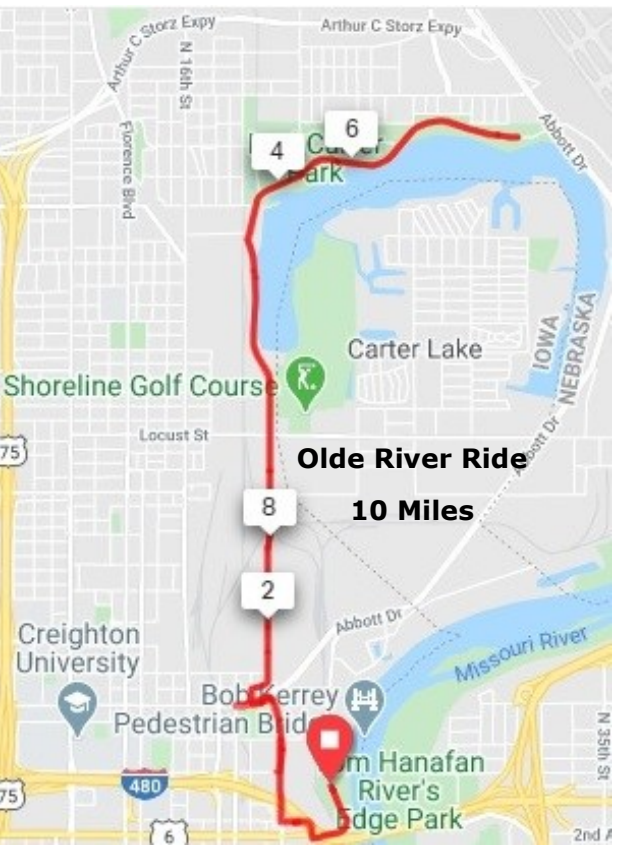 Arthur C Storz Expy
Arthur C Storz Expy
N 16th St
Florence Blvd
Abbott Dr
6
4
Park
IOWA
NEBRASKA
Carter Lake
Shoreline Golf Course
Locust St
75
Abbott Dr
Olde River Ride
10 Miles
8
2
Abbott Dr
Creighton
University
Missouri River
Bob Kerrey
Pedestrian
N 35th St
480
75
6
Hanafan
River's
Edge Park
2nd